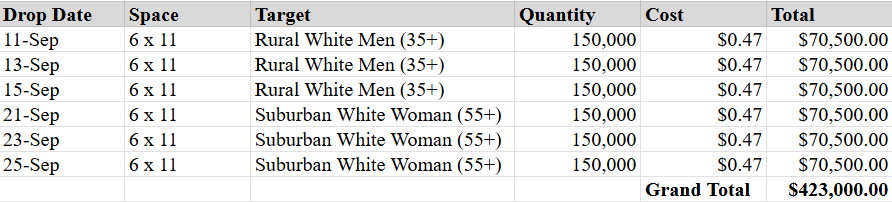 Drop Date Space Target Quantity Cost Total
11-Sep 6 x 11 Rural White Men (35+) 150,000 $0.47 $70,500.00
13-Sep 6 x 11 Rural White Men (35+) 150,000 $0.47 $70,500.00
15-Sep 6 x 11 Rural White Men (35+) 150,000 $0.47 $70,500.00
21-Sep 6 x 11 Suburban White Woman (55+) 150,000 $0.47 $70,500.00
23-Sep 6 x 11 Suburban White Woman (55+) 150,000 $0.47 $70,500.00
25-Sep 6 x 11 Suburban White Woman (55+) 150,000 $0.47 $70,500.00
Grand Total $423,000.00